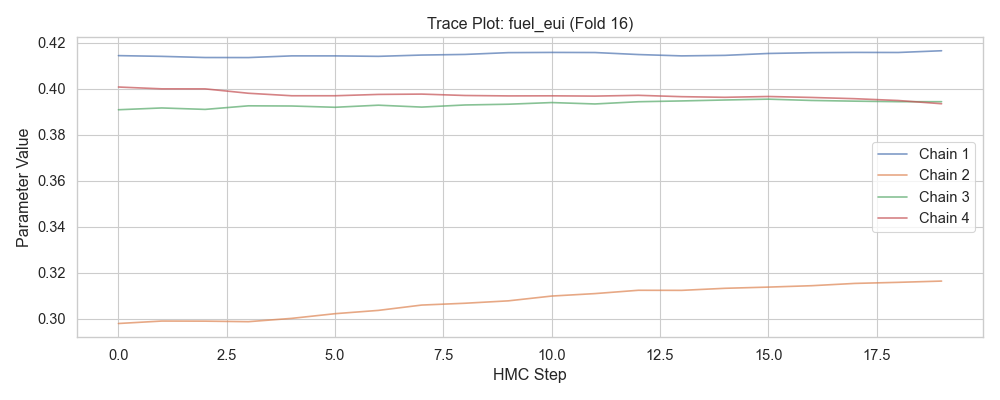 Trace Plot: fuel_eui (Fold 16)
0.42
0.40
0.38
0.36
0.34
0.32
0.30
Parameter Value
Chain 1
Chain 2
Chain 3
Chain 4
0.0 2.5 5.0 7.5 10.0 12.5 15.0 17.5
HMC Step